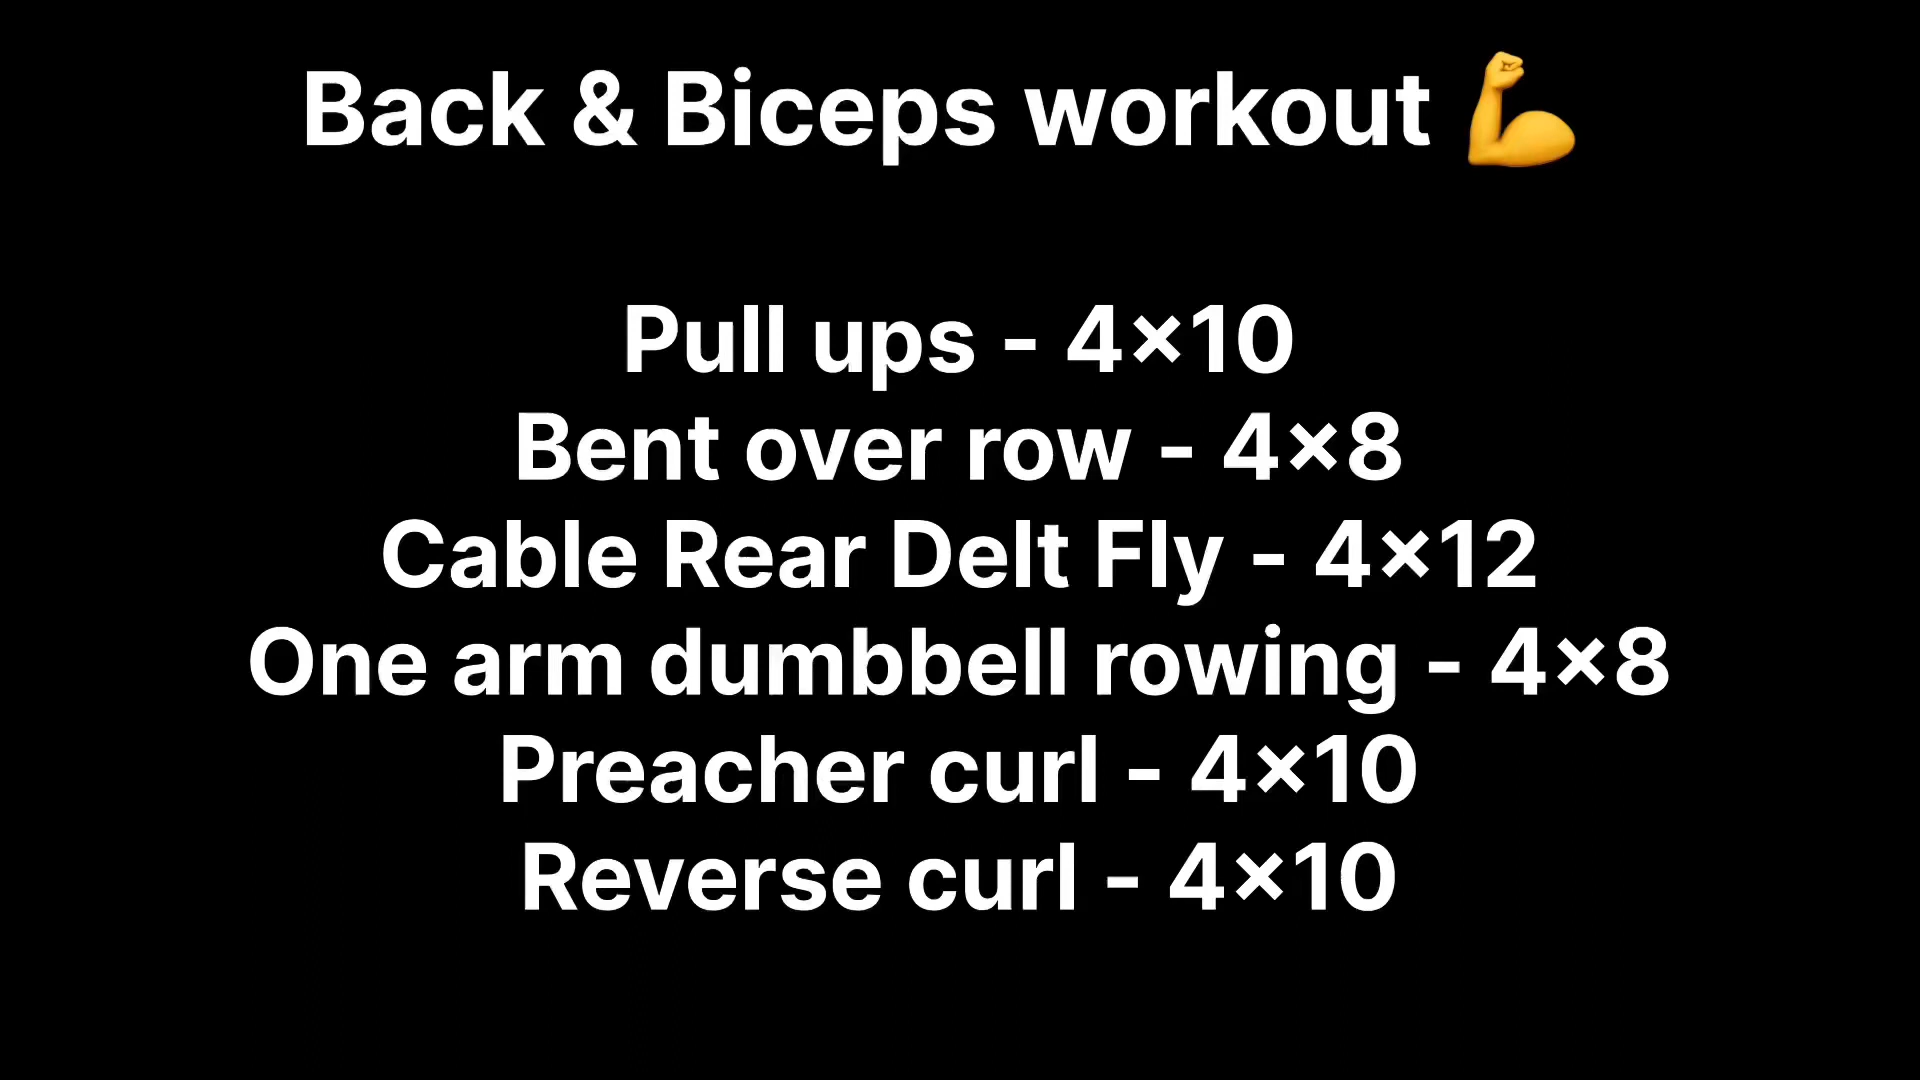 Back & Biceps workout 💪
Pull ups - 4×10
Bent over row - 4×8
Cable Rear Delt Fly - 4×12
One arm dumbbell rowing - 4×8
Preacher curl - 4×10
Reverse curl - 4×10